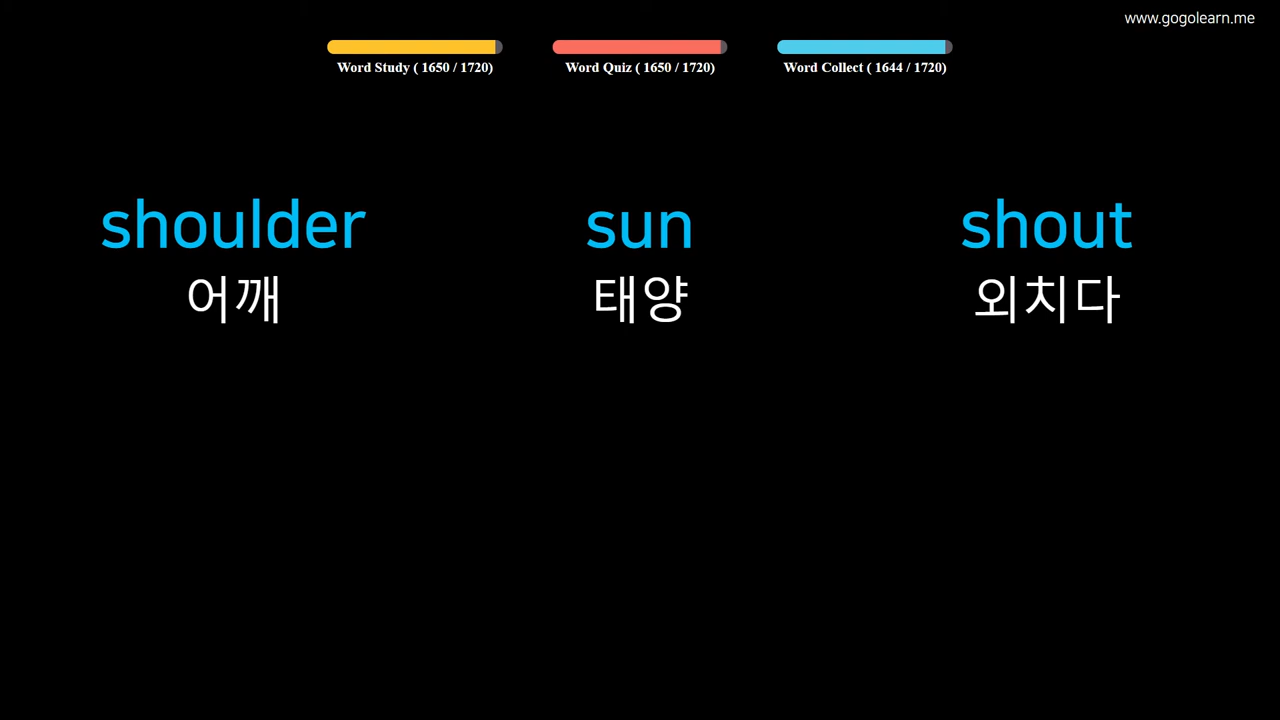 www.gogolearn.me
Word Study ( 1650 / 1720) Word Quiz ( 1650 / 1720) Word Collect ( 1644 / 1720)
shoulder sun shout
어깨 태양 외치다